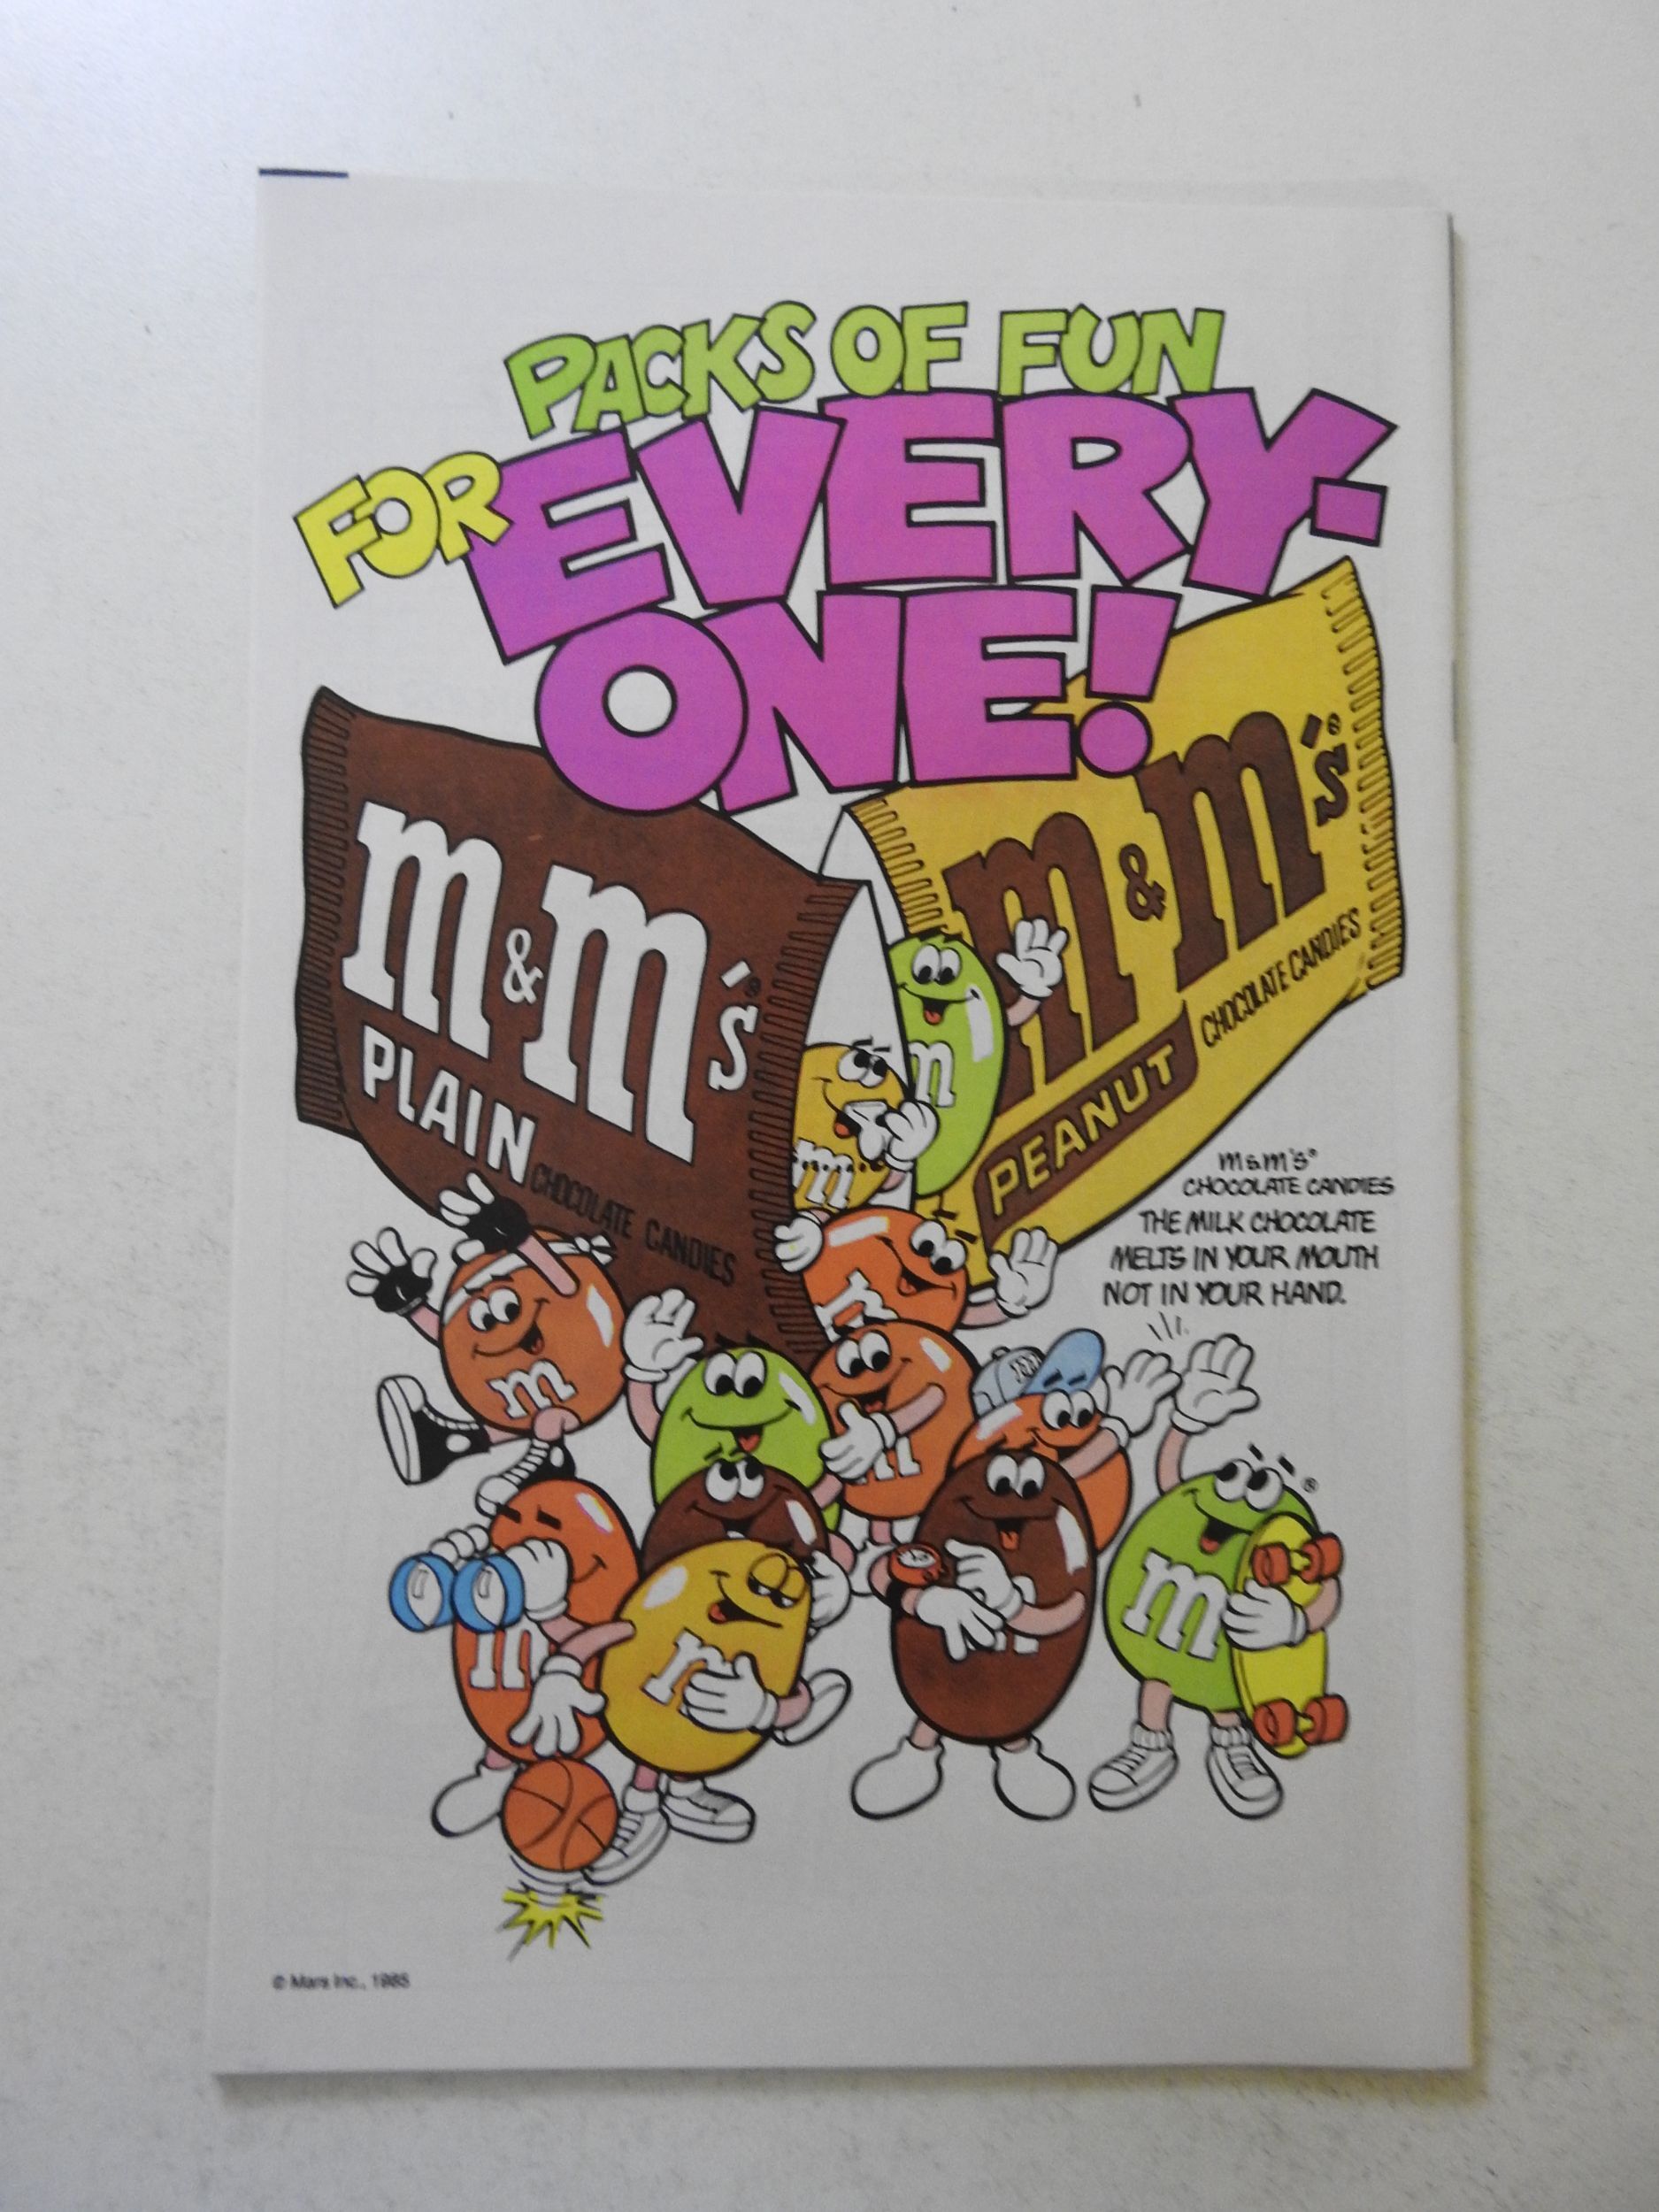 PACKS OF FUN
FOR EVERY-
ONE!
m&m's®
PLAIN
CHOCOLATE CANDIES
m&m's®
PEANUT
CHOCOLATE CANDIES
m&m's®
CHOCOLATE CANDIES
THE MILK CHOCOLATE
MELTS IN YOUR MOUTH
NOT IN YOUR HAND.
m
m
m
m
m
m
m
m
m
®
© Mars Inc., 1985